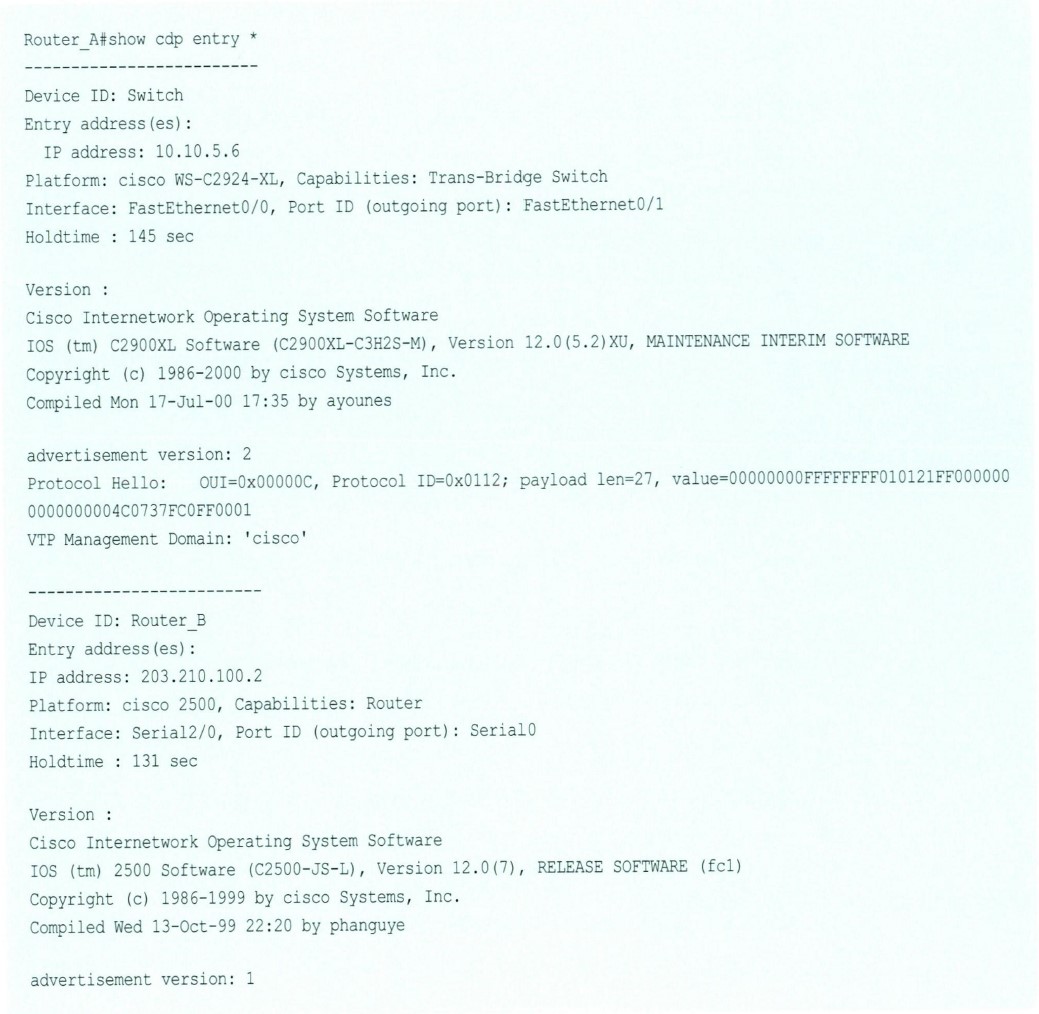 Router_A#show cdp entry *
-------------------------
Device ID: Switch
Entry address(es):
  IP address: 10.10.5.6
Platform: cisco WS-C2924-XL, Capabilities: Trans-Bridge Switch
Interface: FastEthernet0/0, Port ID (outgoing port): FastEthernet0/1
Holdtime : 145 sec

Version :
Cisco Internetwork Operating System Software
IOS (tm) C2900XL Software (C2900XL-C3H2S-M), Version 12.0(5.2)XU, MAINTENANCE INTERIM SOFTWARE
Copyright (c) 1986-2000 by cisco Systems, Inc.
Compiled Mon 17-Jul-00 17:35 by ayounes

advertisement version: 2
Protocol Hello:   OUI=0x00000C, Protocol ID=0x0112; payload len=27, value=00000000FFFFFFFF010121FF000000
0000000004C0737FC0FF0001
VTP Management Domain: 'cisco'

-------------------------
Device ID: Router_B
Entry address(es):
IP address: 203.210.100.2
Platform: cisco 2500, Capabilities: Router
Interface: Serial2/0, Port ID (outgoing port): Serial0
Holdtime : 131 sec

Version :
Cisco Internetwork Operating System Software
IOS (tm) 2500 Software (C2500-JS-L), Version 12.0(7), RELEASE SOFTWARE (fc1)
Copyright (c) 1986-1999 by cisco Systems, Inc.
Compiled Wed 13-Oct-99 22:20 by phanguye

advertisement version: 1